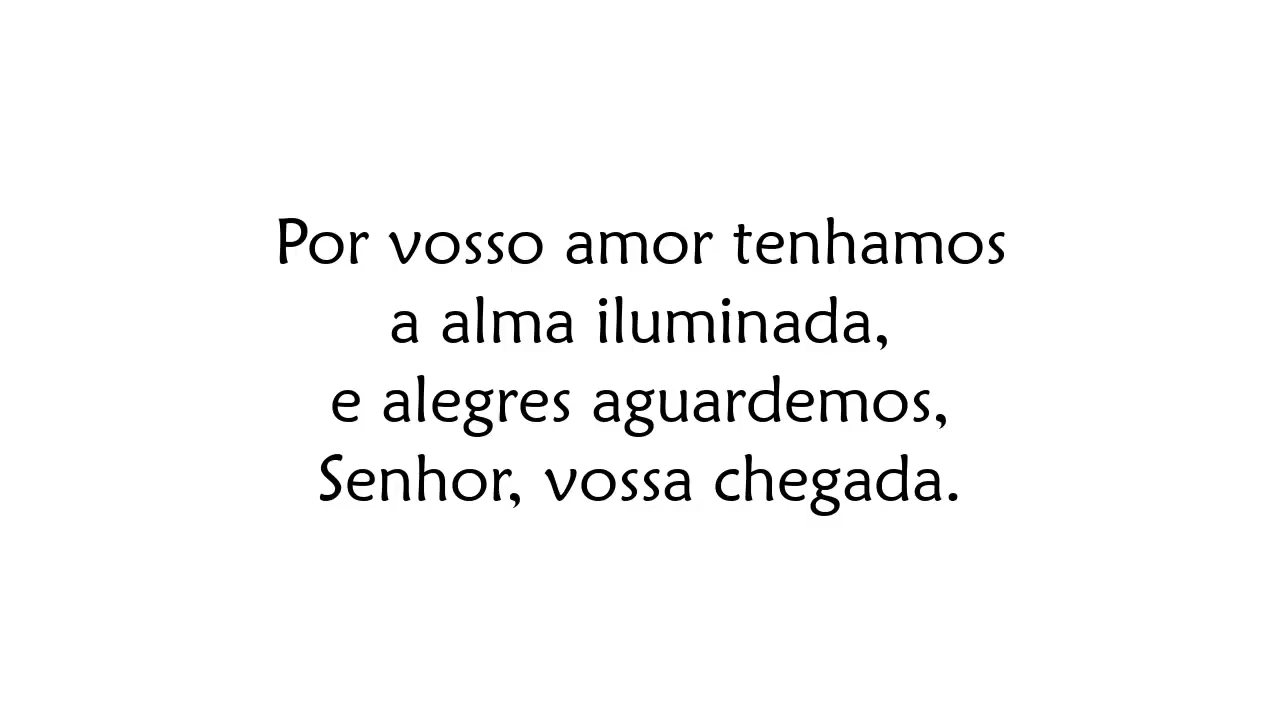 Por vosso amor tenhamos
a alma iluminada,
e alegres aguardemos,
Senhor, vossa chegada.